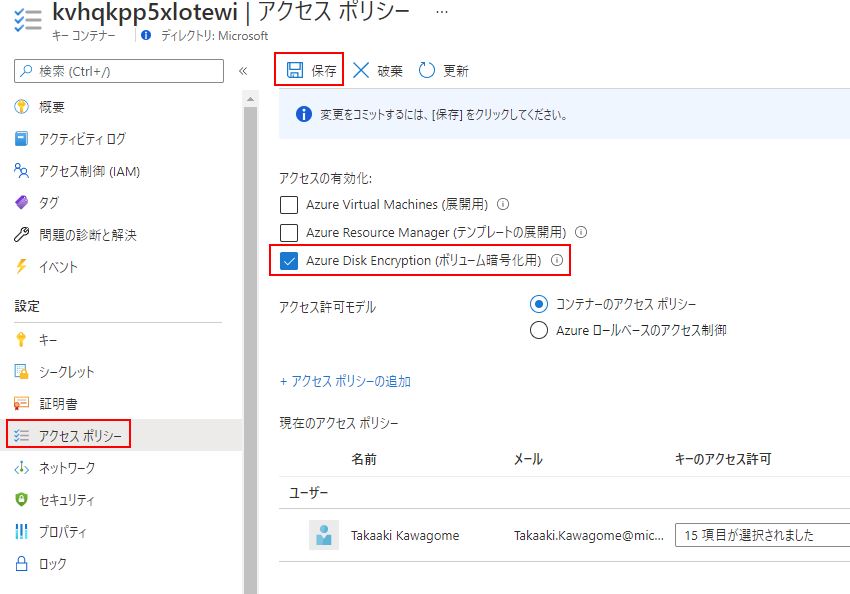 kvhqkpp5xlotewi | アクセス ポリシー ...
キー コンテナー ディレクトリ: Microsoft
検索 (Ctrl+/)
概要
アクティビティ ログ
アクセス制御 (IAM)
タグ
問題の診断と解決
イベント
設定
キー
シークレット
証明書
アクセス ポリシー
ネットワーク
セキュリティ
プロパティ
ロック
保存 破棄 更新
変更をコミットするには、[保存] をクリックしてください。
アクセスの有効化:
Azure Virtual Machines (展開用)
Azure Resource Manager (テンプレートの展開用)
Azure Disk Encryption (ボリューム暗号化用)
アクセス許可モデル
コンテナーのアクセス ポリシー
Azure ロールベースのアクセス制御
+ アクセス ポリシーの追加
現在のアクセス ポリシー
名前 メール キーのアクセス許可
ユーザー
Takaaki Kawagome Takaaki.Kawagome@mic... 15 項目が選択されました